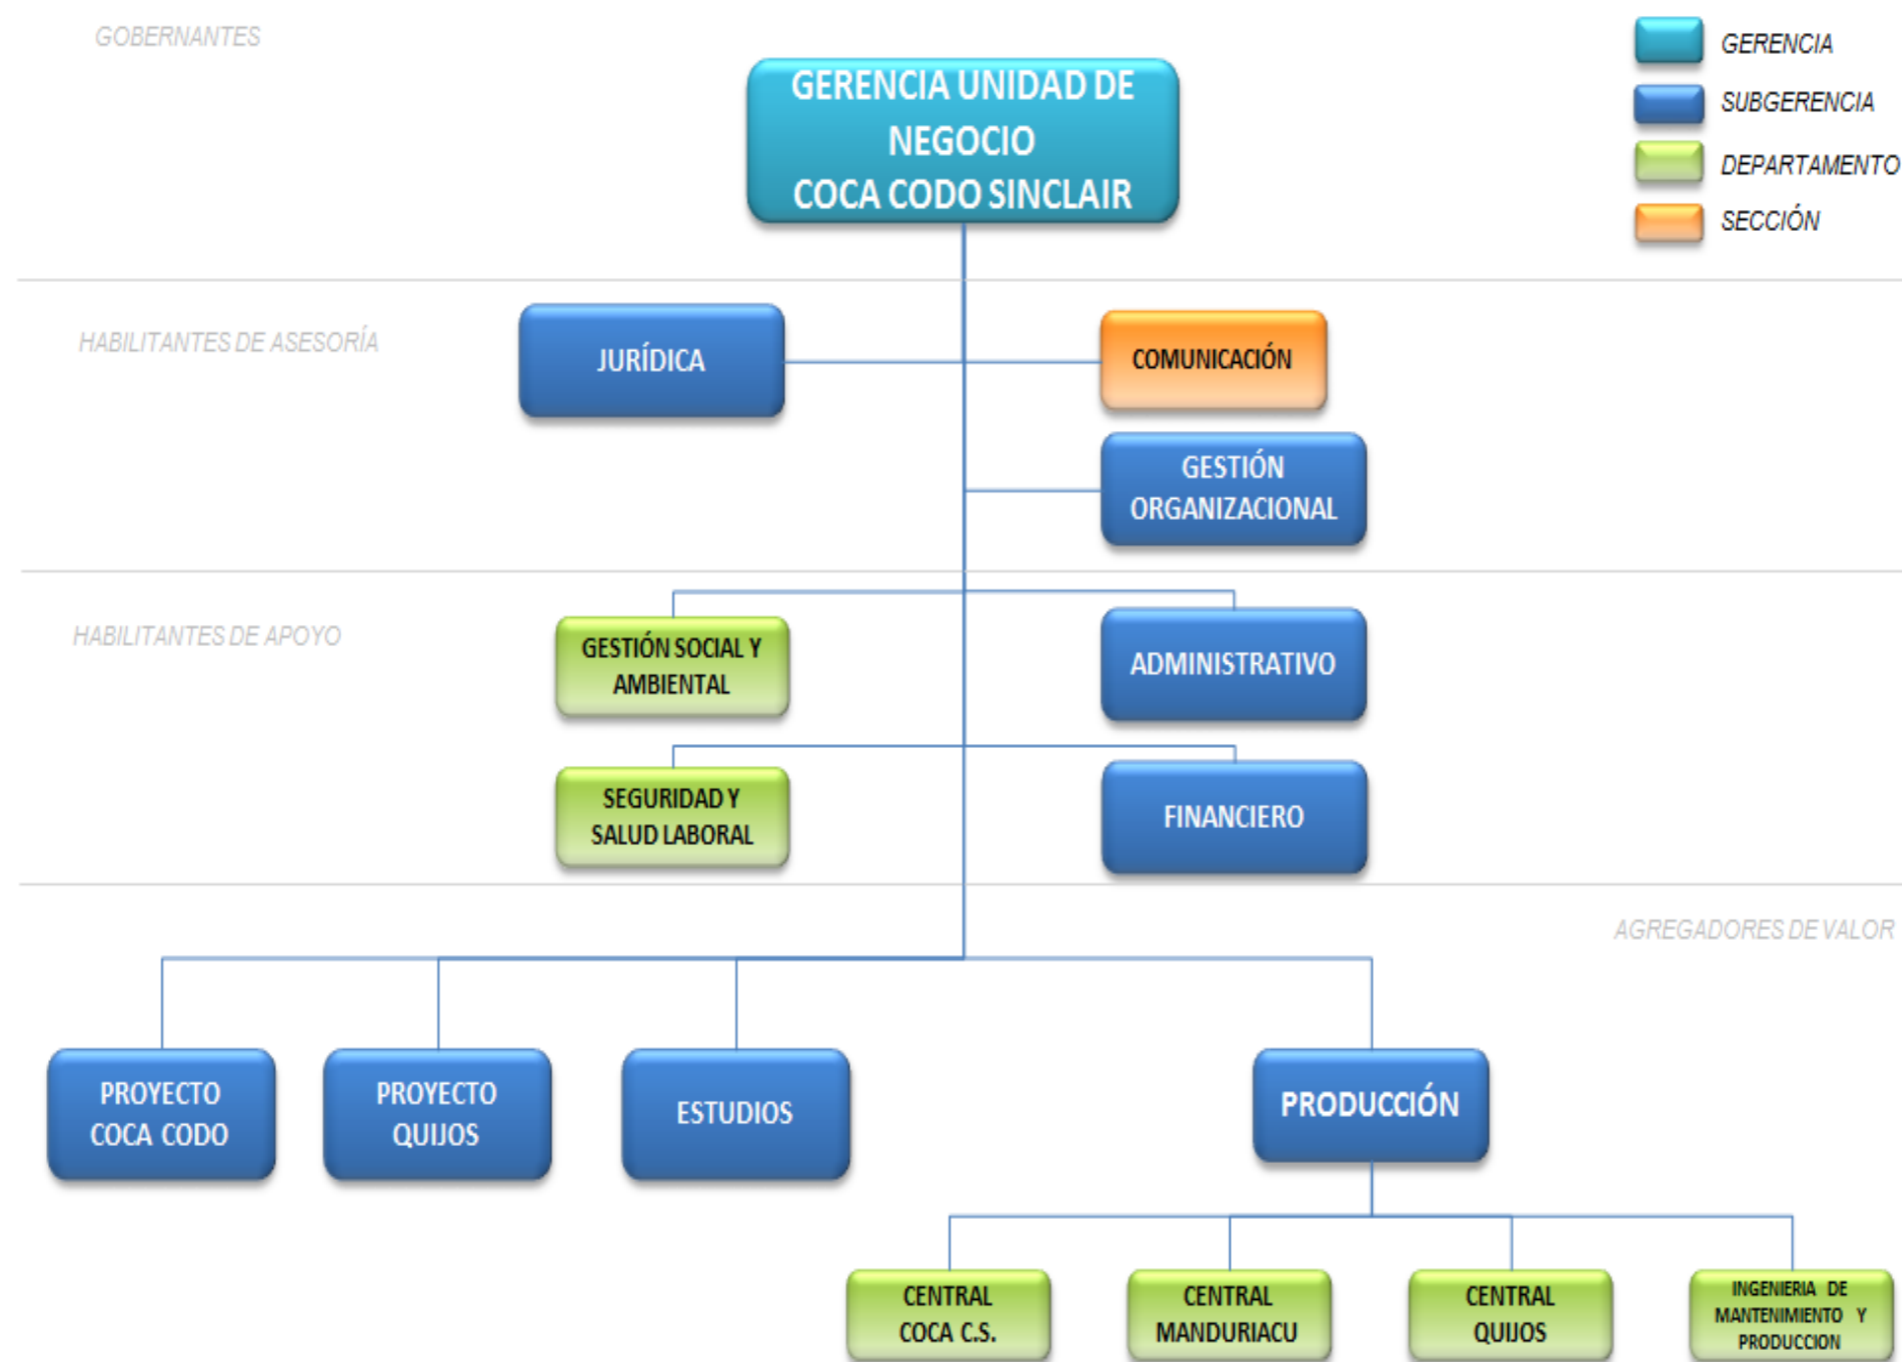 GOBERNANTES
GERENCIA UNIDAD DE
NEGOCIO
COCA CODO SINCLAIR
GERENCIA
SUBGERENCIA
DEPARTAMENTO
SECCIÓN
HABILITANTES DE ASESORÍA
JURÍDICA
COMUNICACIÓN
GESTIÓN
ORGANIZACIONAL
HABILITANTES DE APOYO
GESTIÓN SOCIAL Y
AMBIENTAL
ADMINISTRATIVO
SEGURIDAD Y
SALUD LABORAL
FINANCIERO
AGREGADORES DE VALOR
PROYECTO
COCA CODO
PROYECTO
QUIJOS
ESTUDIOS
PRODUCCIÓN
CENTRAL
COCA C.S.
CENTRAL
MANDURIACU
CENTRAL
QUIJOS
INGENIERIA DE
MANTENIMIENTO Y
PRODUCCION